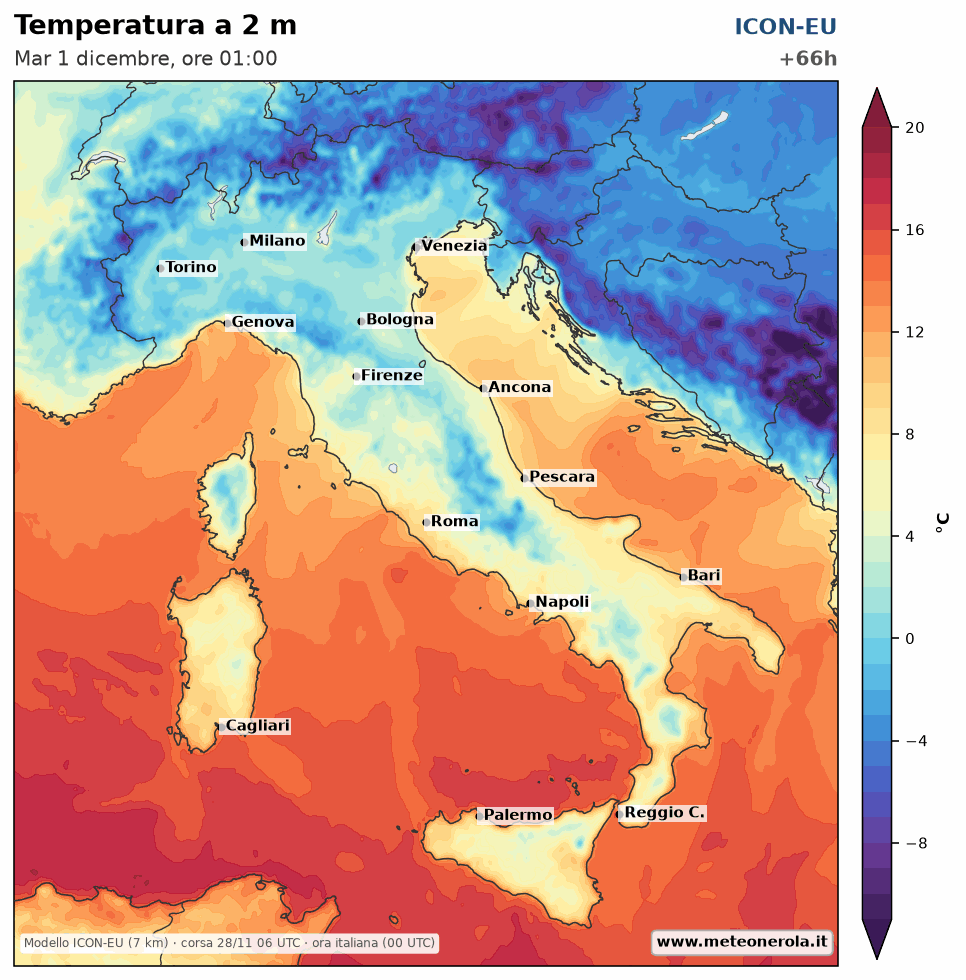 Temperatura a 2 m
ICON-EU
Mar 1 dicembre, ore 01:00
+66h
20
16
12
8
4
0
−4
−8
°C
Milano
Venezia
Torino
Genova
Bologna
Firenze
Ancona
Pescara
Roma
Bari
Napoli
Cagliari
Palermo
Reggio C.
Modello ICON-EU (7 km) · corsa 28/11 06 UTC · ora italiana (00 UTC)
www.meteonerola.it